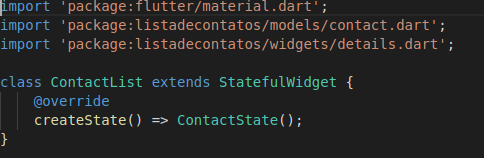 import 'package:flutter/material.dart';
import 'package:listadecontatos/models/contact.dart';
import 'package:listadecontatos/widgets/details.dart';
class ContactList extends StatefulWidget {
@override
createState() => ContactState();
}